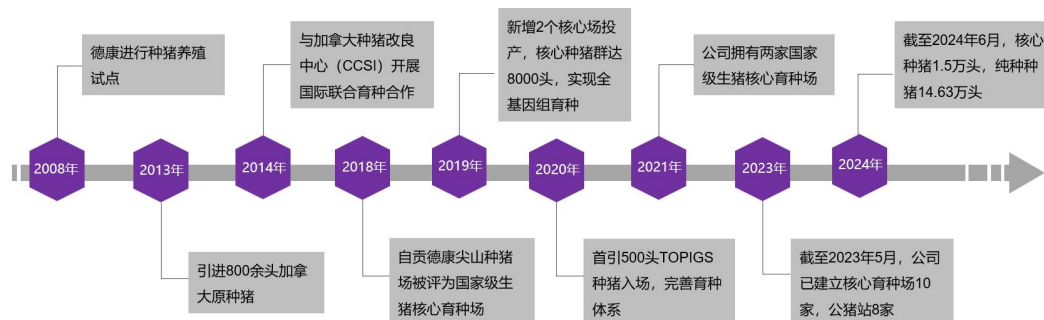 德康进行种猪养殖
试点
与加拿大种猪改良
中心（CCSI）开展
国际联合育种合作
新增2个核心场投
产，核心种猪群达
8000头，实现全
基因组育种
公司拥有两家国家
级生猪核心育种场
截至2024年6月，核心
种猪1.5万头，纯种种
猪14.63万头
2008年
2013年
2014年
2018年
2019年
2020年
2021年
2023年
2024年
引进800余头加拿
大原种猪
自贡德康尖山种猪
场被评为国家级生
猪核心育种场
首引500头TOPIGS
种猪入场，完善育种
体系
截至2023年5月，公司
已建立核心育种场10
家，公猪站8家